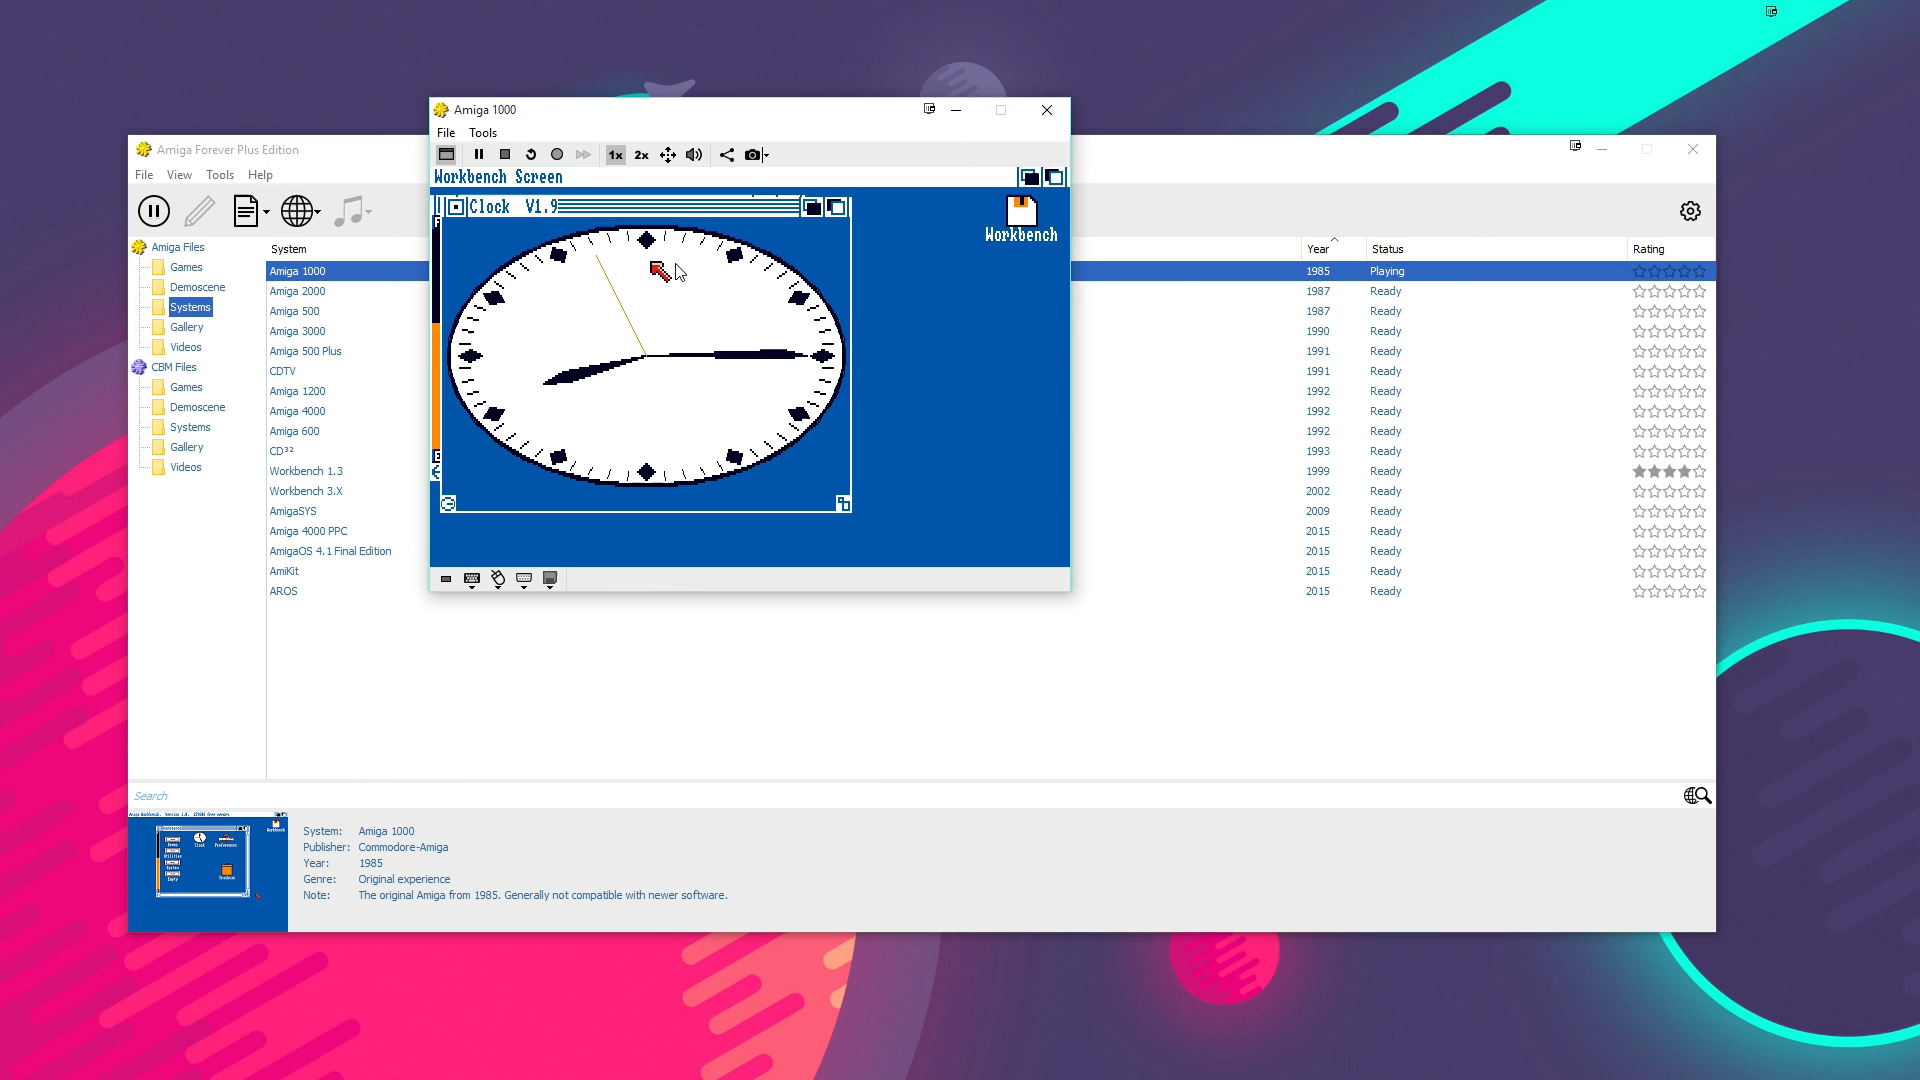 Amiga 1000
File Tools
1x 2x
Workbench Screen
Clock V1.9
Workbench
Amiga Forever Plus Edition
File View Tools Help
Amiga Files
Games
Demoscene
Systems
Gallery
Videos
CBM Files
Games
Demoscene
Systems
Gallery
Videos
System Year Status Rating
Amiga 1000 1985 Playing
Amiga 2000 1987 Ready
Amiga 500 1987 Ready
Amiga 3000 1990 Ready
Amiga 500 Plus 1991 Ready
CDTV 1991 Ready
Amiga 1200 1992 Ready
Amiga 4000 1992 Ready
Amiga 600 1992 Ready
CD³² 1993 Ready
Workbench 1.3 1999 Ready
Workbench 3.X 2002 Ready
AmigaSYS 2009 Ready
Amiga 4000 PPC 2015 Ready
AmigaOS 4.1 Final Edition 2015 Ready
AmiKit 2015 Ready
AROS 2015 Ready
Search
System: Amiga 1000
Publisher: Commodore-Amiga
Year: 1985
Genre: Original experience
Note: The original Amiga from 1985. Generally not compatible with newer software.